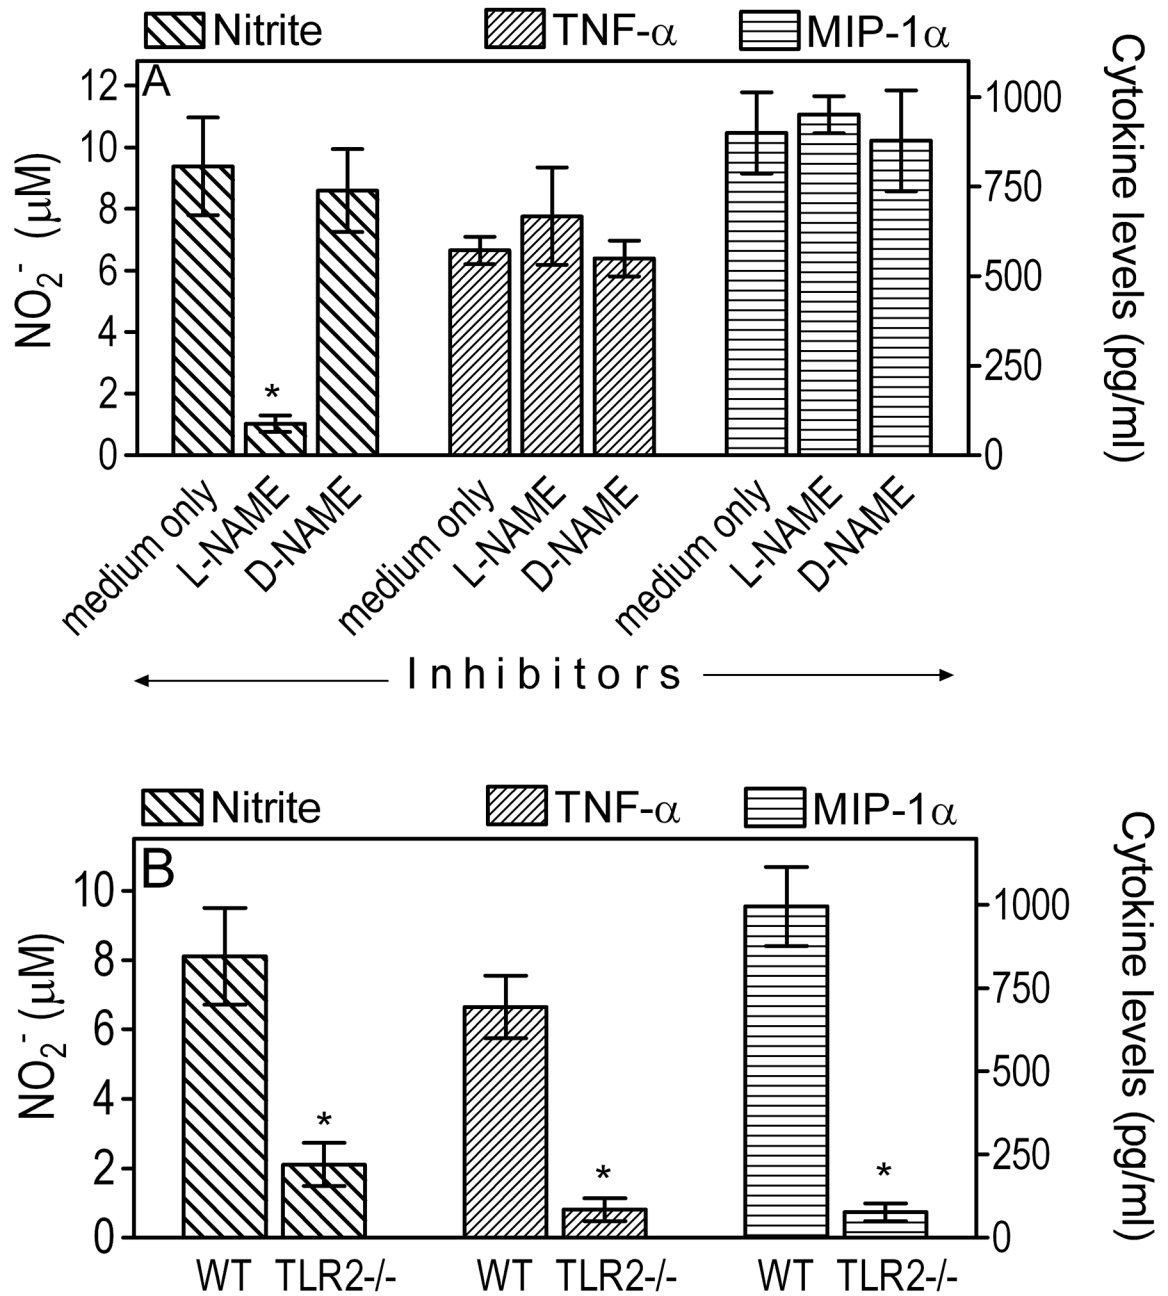 Nitrite TNF-α MIP-1α
A
12
10
8
6
4
2
0
NO₂⁻ (μM)
1000
750
500
250
0
Cytokine levels (pg/ml)
*
medium only L-NAME D-NAME medium only L-NAME D-NAME medium only L-NAME D-NAME
Inhibitors
Nitrite TNF-α MIP-1α
B
10
8
6
4
2
0
NO₂⁻ (μM)
1000
750
500
250
0
Cytokine levels (pg/ml)
* * *
WT TLR2-/- WT TLR2-/- WT TLR2-/-